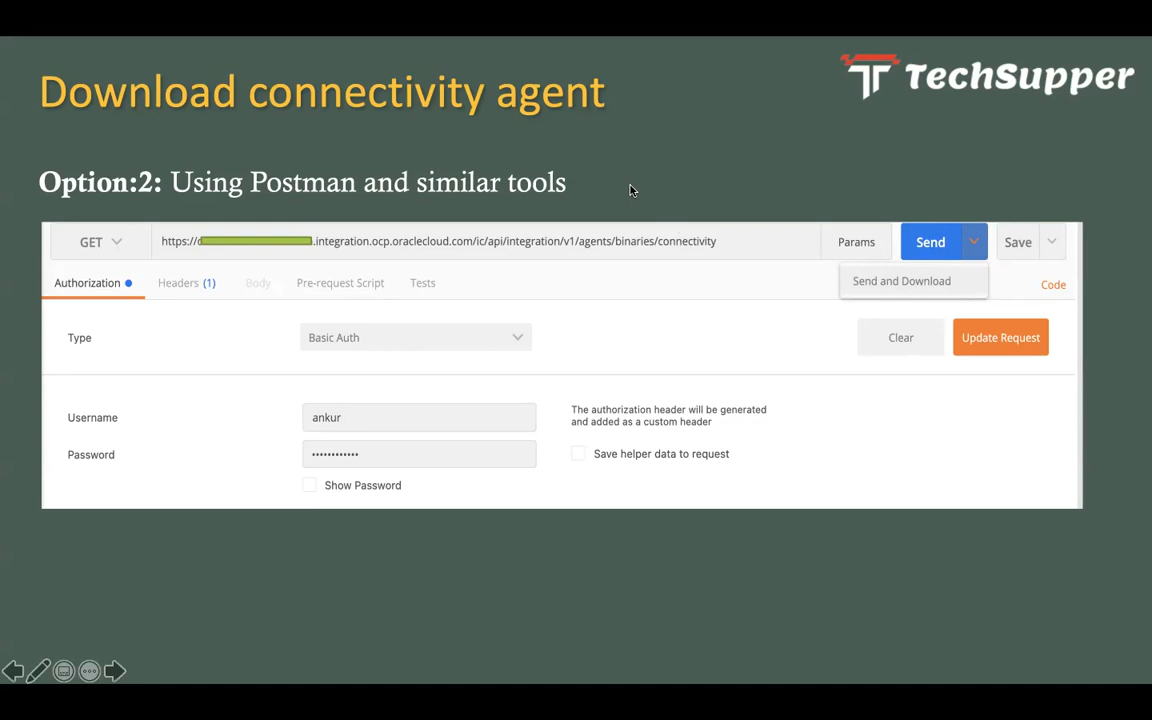 Download connectivity agent
TechSupper
Option:2: Using Postman and similar tools
GET https:// .integration.ocp.oraclecloud.com/ic/api/integration/v1/agents/binaries/connectivity Params Send Save
Authorization Headers (1) Body Pre-request Script Tests Send and Download Code
Type Basic Auth Clear Update Request
Username ankur The authorization header will be generated
and added as a custom header
Password •••••••••••• Save helper data to request
Show Password